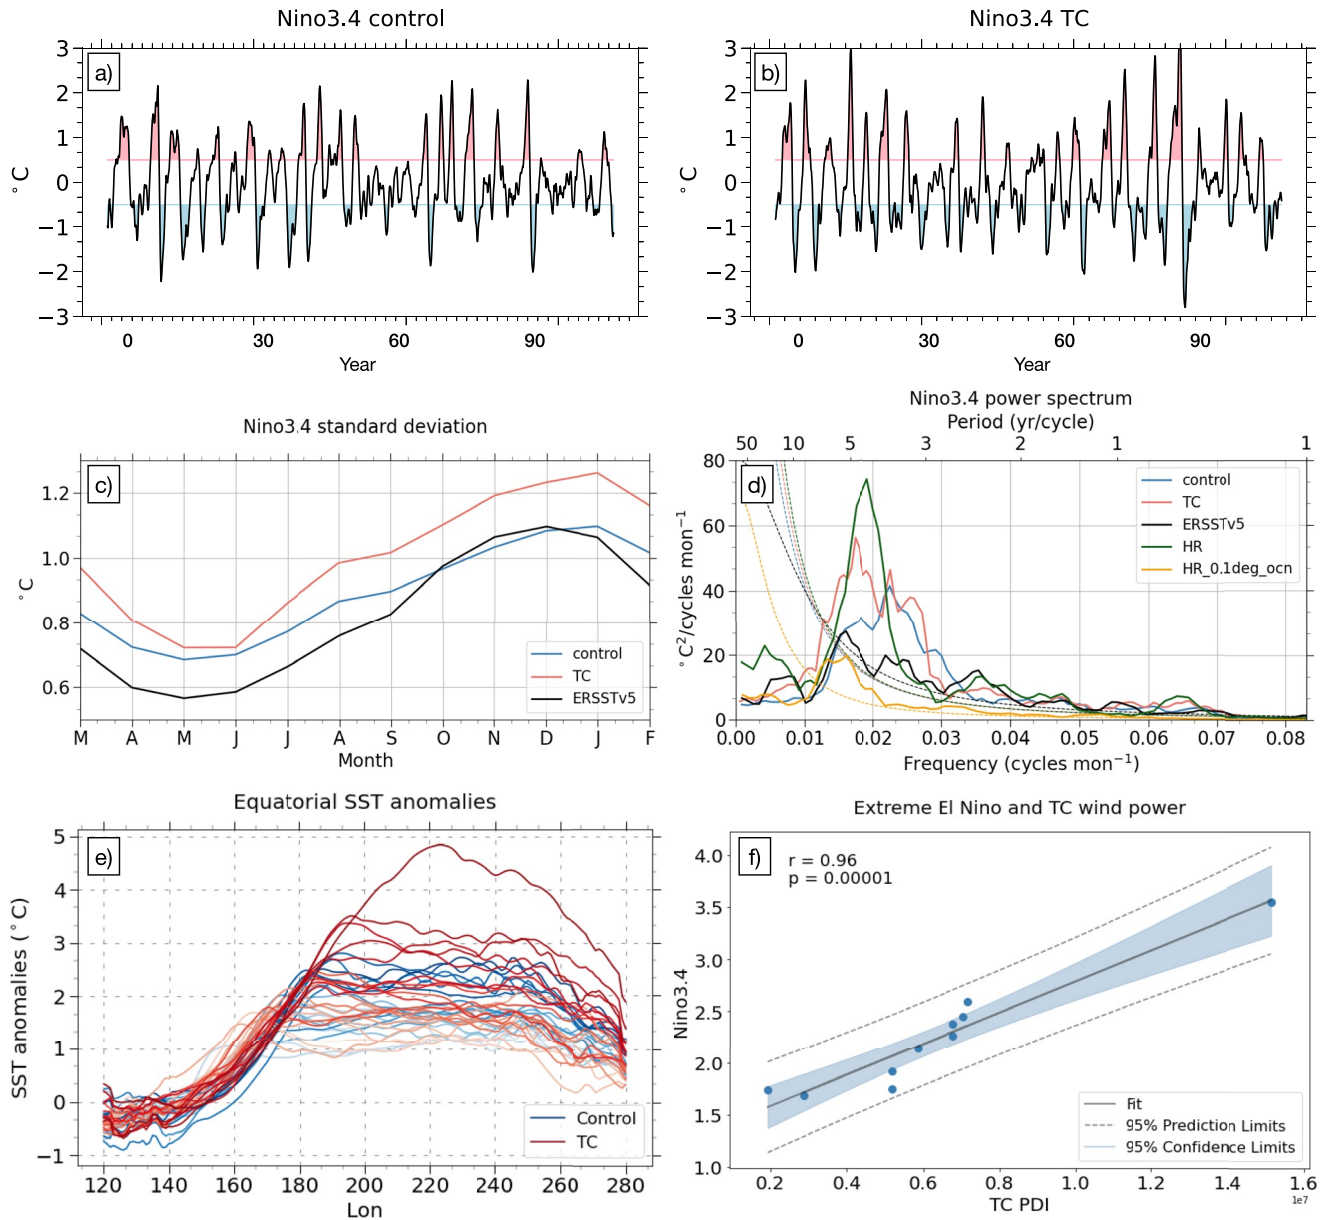 Nino3.4 control
a)
3
2
1
0
−1
−2
−3
°C
0 30 60 90
Year
Nino3.4 TC
b)
3
2
1
0
−1
−2
−3
°C
0 30 60 90
Year
Nino3.4 standard deviation
c)
1.2
1.0
0.8
0.6
°C
control
TC
ERSSTv5
M A M J J A S O N D J F
Month
Nino3.4 power spectrum
Period (yr/cycle)
50 10 5 3 2 1 1
d)
80
60
40
20
0
°C²/cycles mon⁻¹
control
TC
ERSSTv5
HR
HR_0.1deg_ocn
0.00 0.01 0.02 0.03 0.04 0.05 0.06 0.07 0.08
Frequency (cycles mon⁻¹)
Equatorial SST anomalies
e)
5
4
3
2
1
0
−1
SST anomalies (°C)
Control
TC
120 140 160 180 200 220 240 260 280
Lon
Extreme El Nino and TC wind power
f)
r = 0.96
p = 0.00001
4.0
3.5
3.0
2.5
2.0
1.5
1.0
Nino3.4
Fit
95% Prediction Limits
95% Confidence Limits
0.2 0.4 0.6 0.8 1.0 1.2 1.4 1.6
1e7
TC PDI